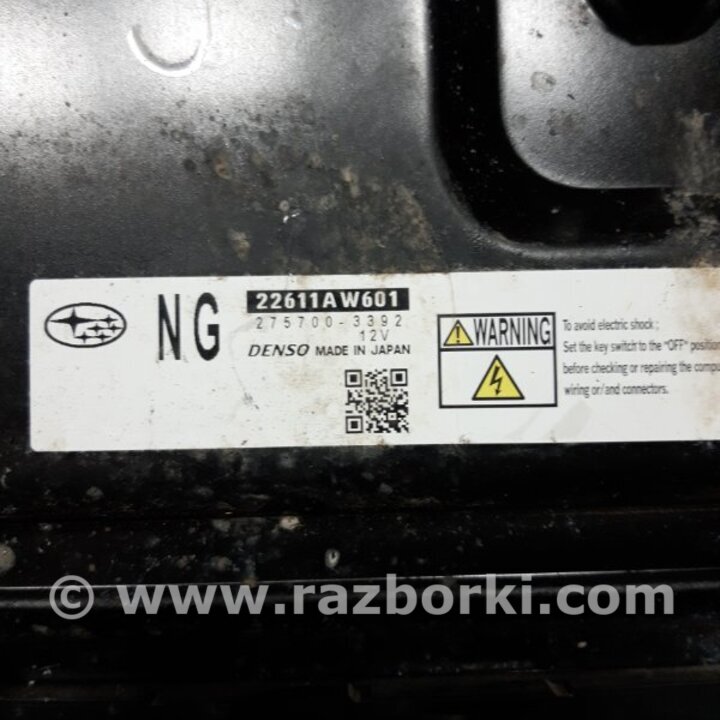 NG
22611AW601
275700-3392
12V
DENSO MADE IN JAPAN
WARNING
To avoid electric shock ;
Set the key switch to the "OFF" position
before checking or repairing the compu
wiring or/and connectors.
© www.razborki.com